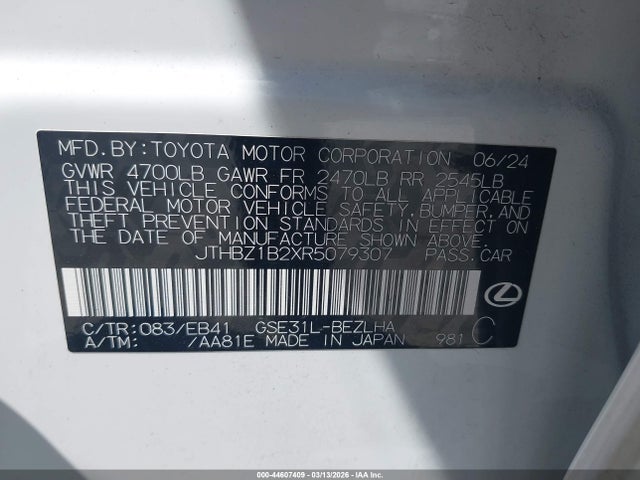 MFD.BY:TOYOTA MOTOR CORPORATION 06/24
GVWR 4700LB GAWR FR 2470LB RR 2545LB
THIS VEHICLE CONFORMS TO ALL APPLICABLE
FEDERAL MOTOR VEHICLE SAFETY,BUMPER,AND
THEFT PREVENTION STANDARDS IN EFFECT ON
THE DATE OF MANUFACTURE SHOWN ABOVE.
JTHBZ1B2XR5079307 PASS.CAR
C/TR:083/EB41 GSE31L-BEZLHA
A/TM: /AA81E MADE IN JAPAN 981 C
000-44607409 | 03/13/2026 - Copyright IAA, Inc.